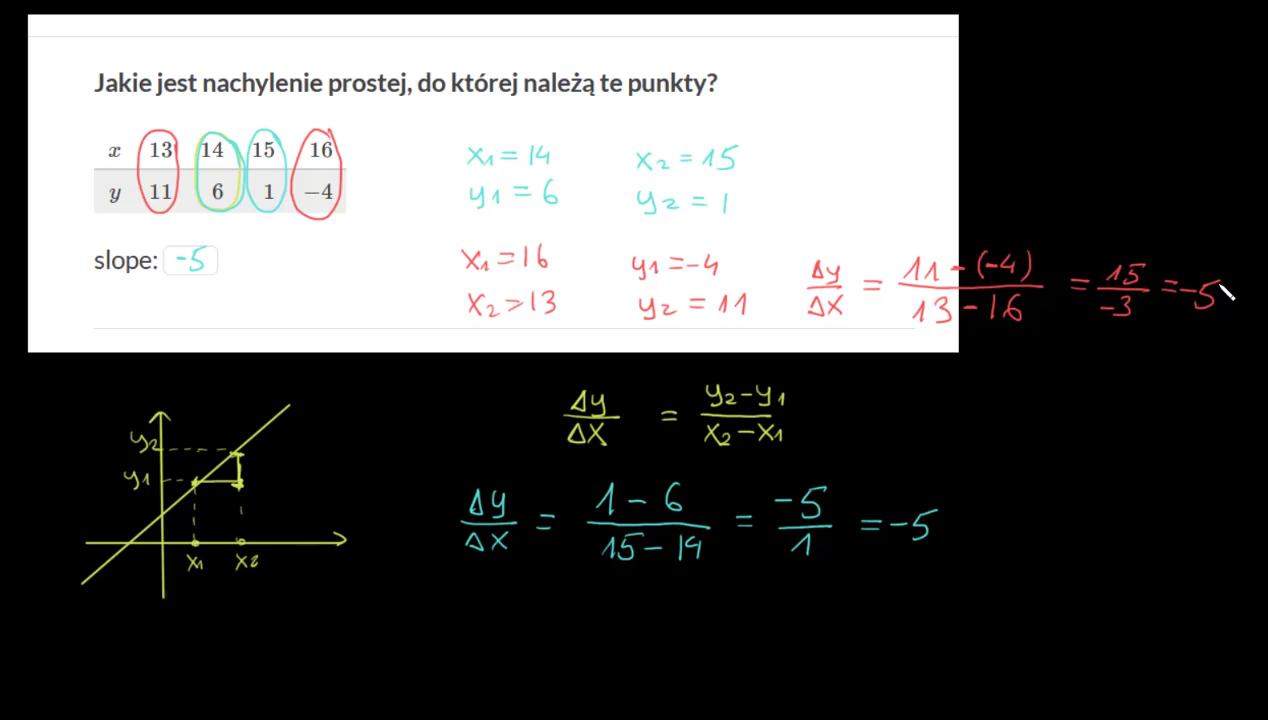 Jakie jest nachylenie prostej, do której należą te punkty?
x 13 14 15 16
y 11 6 1 −4
x1 = 14 x2 = 15
y1 = 6 y2 = 1
slope: -5
x1 = 16 y1 = -4
x2 > 13 y2 = 11
Δy/Δx = 11 - (-4)/13 - 16 = 15/-3 = -5
Δy/Δx = y2 - y1/x2 - x1
y2
y1
x1 x2
Δy/Δx = 1 - 6/15 - 14 = -5/1 = -5